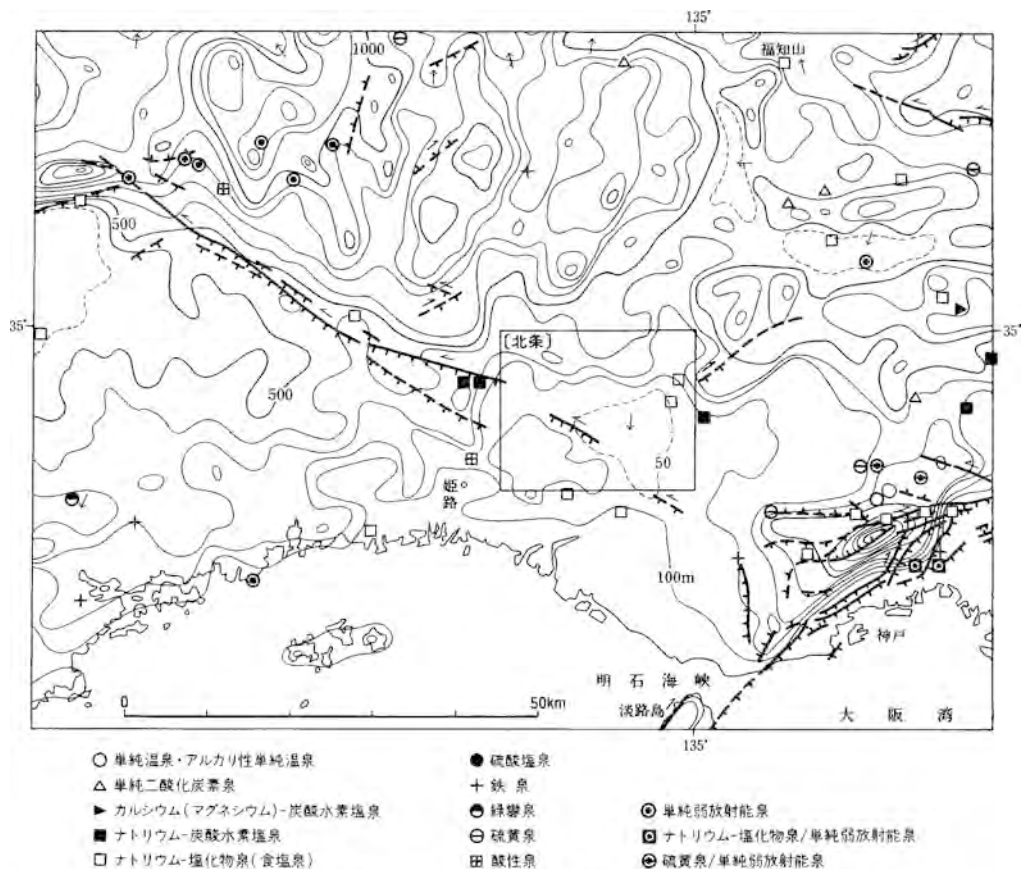 135°
1000
福知山
500
35°
35°
〔北条〕
500
50
姫路
100m
神戸
明石海峡
淡路島
大阪湾
0 50km
135°
単純温泉・アルカリ性単純温泉
単純二酸化炭素泉
カルシウム(マグネシウム)-炭酸水素塩泉
ナトリウム-炭酸水素塩泉
ナトリウム-塩化物泉(食塩泉)
硫酸塩泉
鉄泉
緑礬泉
硫黄泉
酸性泉
単純弱放射能泉
ナトリウム-塩化物泉/単純弱放射能泉
硫黄泉/単純弱放射能泉